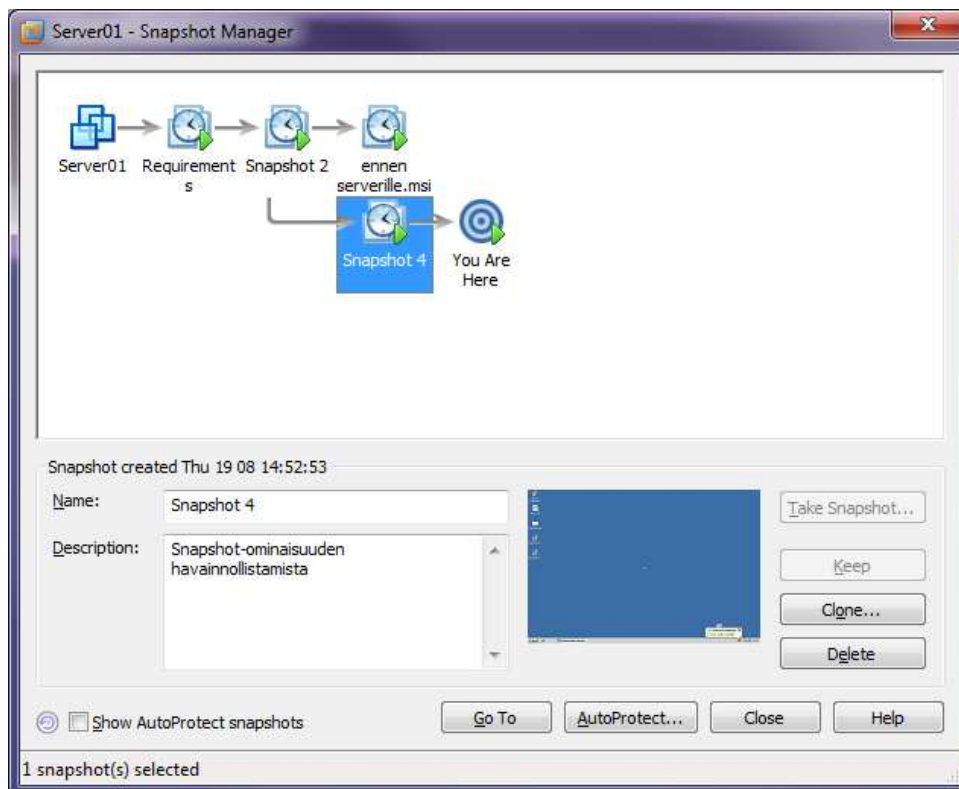 Server01 - Snapshot Manager
Server01
Requirement
s
Snapshot 2
ennen
serverille.msi
Snapshot 4
You Are
Here
Snapshot created Thu 19 08 14:52:53
Name:
Snapshot 4
Take Snapshot...
Description:
Snapshot-ominaisuuden
havainnollistamista
Keep
Clone...
Delete
Show AutoProtect snapshots
Go To
AutoProtect...
Close
Help
1 snapshot(s) selected